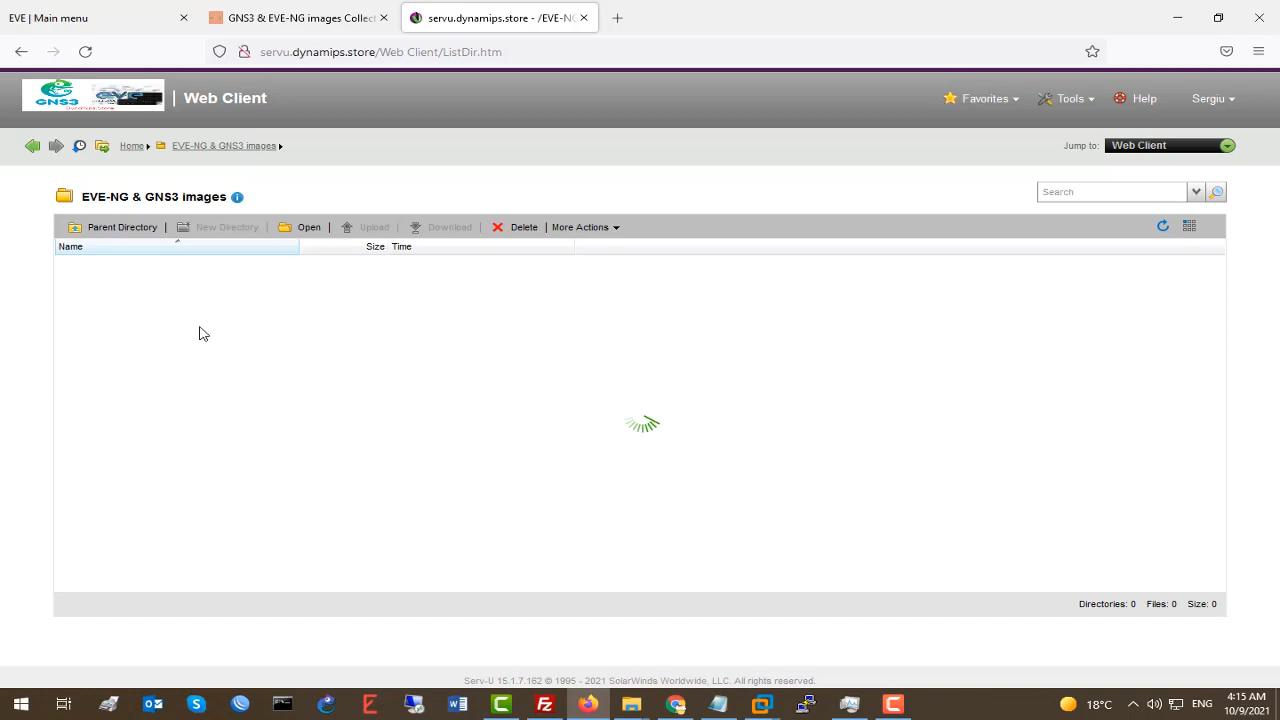 EVE | Main menu
GNS3 & EVE-NG images Collect
servu.dynamips.store - /EVE-NG
servu.dynamips.store/Web Client/ListDir.htm
GNS3
Web Client
Favorites
Tools
Help
Sergiu
Home
EVE-NG & GNS3 images
Jump to:
Web Client
EVE-NG & GNS3 images
Search
Parent Directory
New Directory
Open
Upload
Download
Delete
More Actions
Name
Size
Time
Directories: 0 Files: 0 Size: 0
Serv-U 15.1.7.162 © 1995 - 2021 SolarWinds Worldwide, LLC. All rights reserved.
18°C
ENG
4:15 AM
10/9/2021